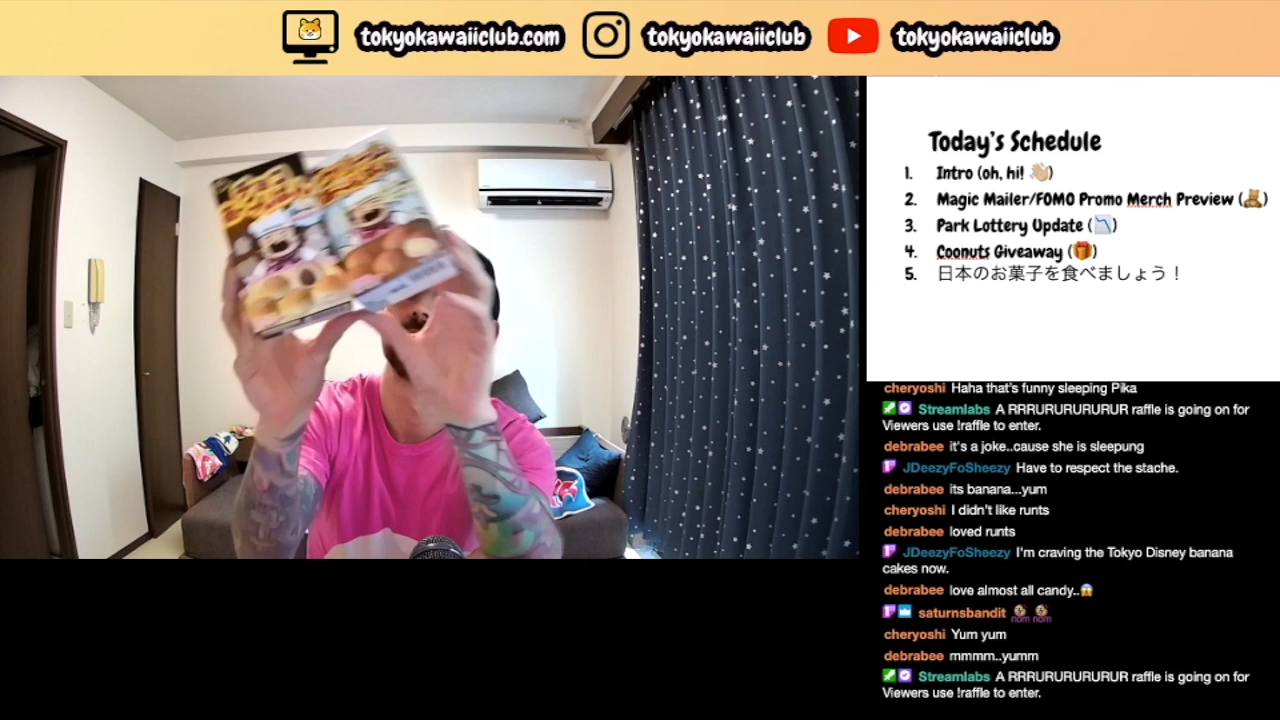 tokyokawaiiclub.com
tokyokawaiiclub
tokyokawaiiclub
Today's Schedule
1. Intro (oh, hi! 👋🏼)
2. Magic Mailer/FOMO Promo Merch Preview (🧸)
3. Park Lottery Update (📉)
4. Coonuts Giveaway (🎁)
5. 日本のお菓子を食べましょう！
cheryoshi Haha that's funny sleeping Pika
Streamlabs A RRRURURURURUR raffle is going on for
Viewers use !raffle to enter.
debrabee it's a joke..cause she is sleepung
JDeezyFoSheezy Have to respect the stache.
debrabee its banana...yum
cheryoshi I didn't like runts
debrabee loved runts
JDeezyFoSheezy I'm craving the Tokyo Disney banana
cakes now.
debrabee love almost all candy..😱
saturnsbandit
cheryoshi Yum yum
debrabee mmmm..yumm
Streamlabs A RRRURURURURUR raffle is going on for
Viewers use !raffle to enter.